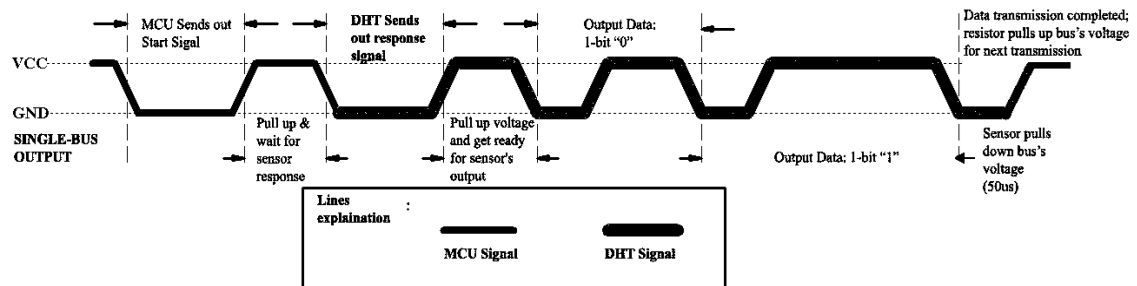 MCU Sends out
Start Sigal
DHT Sends
out response
signal
Output Data:
1-bit “0”
Data transmission completed;
resistor pulls up bus's voltage
for next transmission
VCC
GND
SINGLE-BUS
OUTPUT
Pull up &
wait for
sensor
response
Pull up voltage
and get ready
for sensor's
output
Output Data: 1-bit “1”
Sensor pulls
down bus's
voltage
(50us)
Lines :
explaination
MCU Signal
DHT Signal